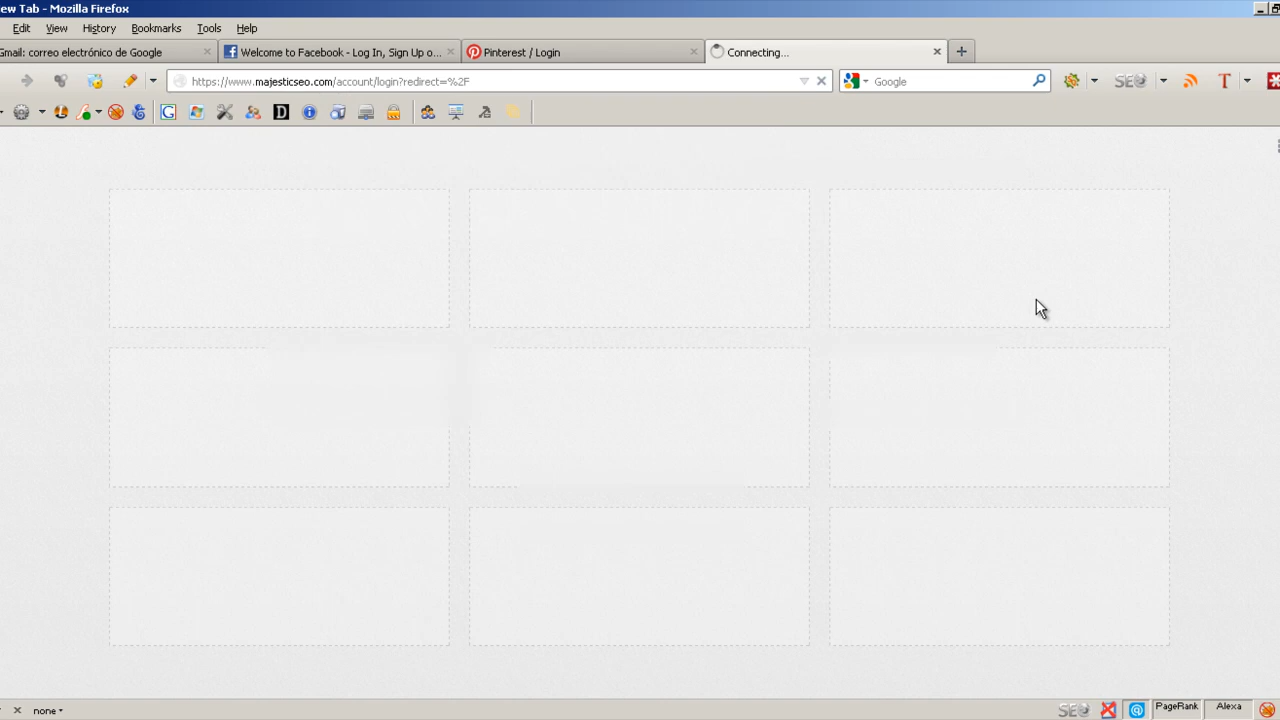 ew Tab - Mozilla Firefox
Edit View History Bookmarks Tools Help
Gmail: correo electrónico de Google
Welcome to Facebook - Log In, Sign Up o...
Pinterest / Login
Connecting...
https://www.majesticseo.com/account/login?redirect=%2F
Google
SEO
T
G
D
none
SEO
PageRank
Alexa